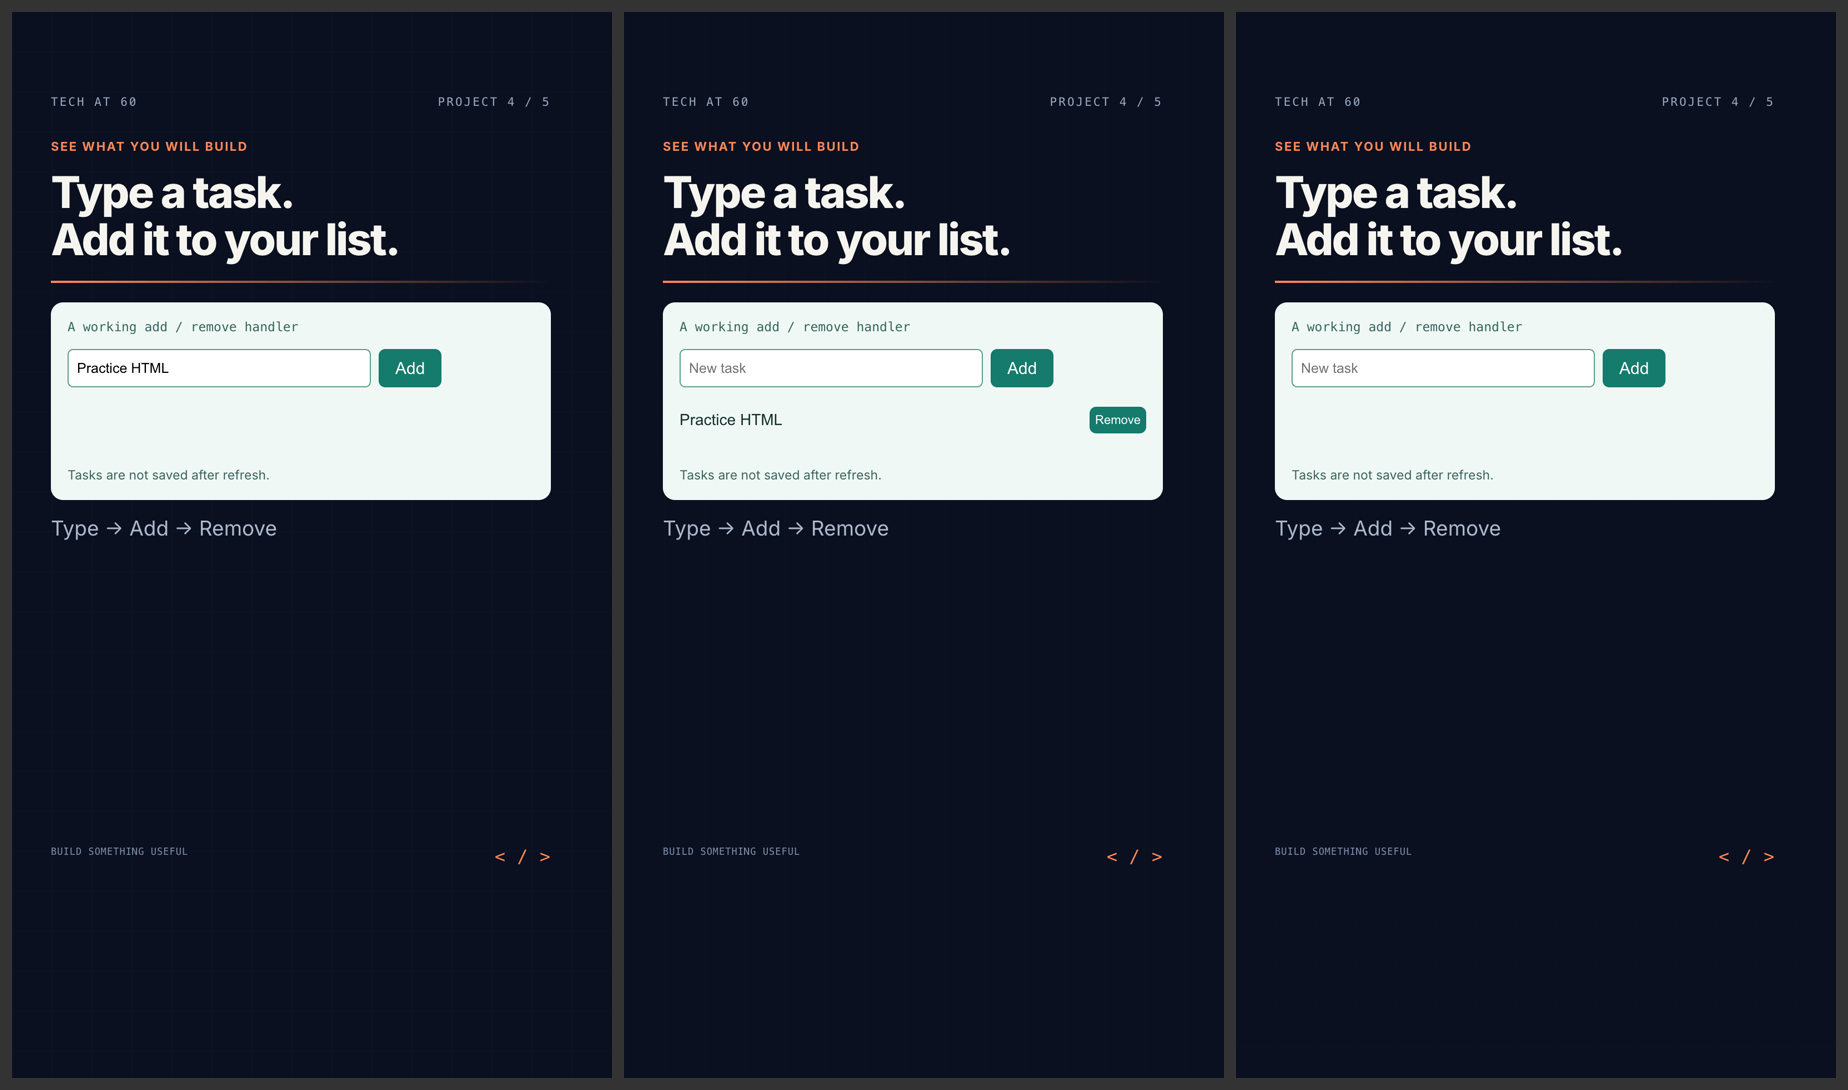 TECH AT 60
PROJECT 4 / 5
SEE WHAT YOU WILL BUILD
Type a task.
Add it to your list.
A working add / remove handler
Practice HTML
Add
Tasks are not saved after refresh.
Type → Add → Remove
BUILD SOMETHING USEFUL
< / >
TECH AT 60
PROJECT 4 / 5
SEE WHAT YOU WILL BUILD
Type a task.
Add it to your list.
A working add / remove handler
New task
Add
Practice HTML
Remove
Tasks are not saved after refresh.
Type → Add → Remove
BUILD SOMETHING USEFUL
< / >
TECH AT 60
PROJECT 4 / 5
SEE WHAT YOU WILL BUILD
Type a task.
Add it to your list.
A working add / remove handler
New task
Add
Tasks are not saved after refresh.
Type → Add → Remove
BUILD SOMETHING USEFUL
< / >